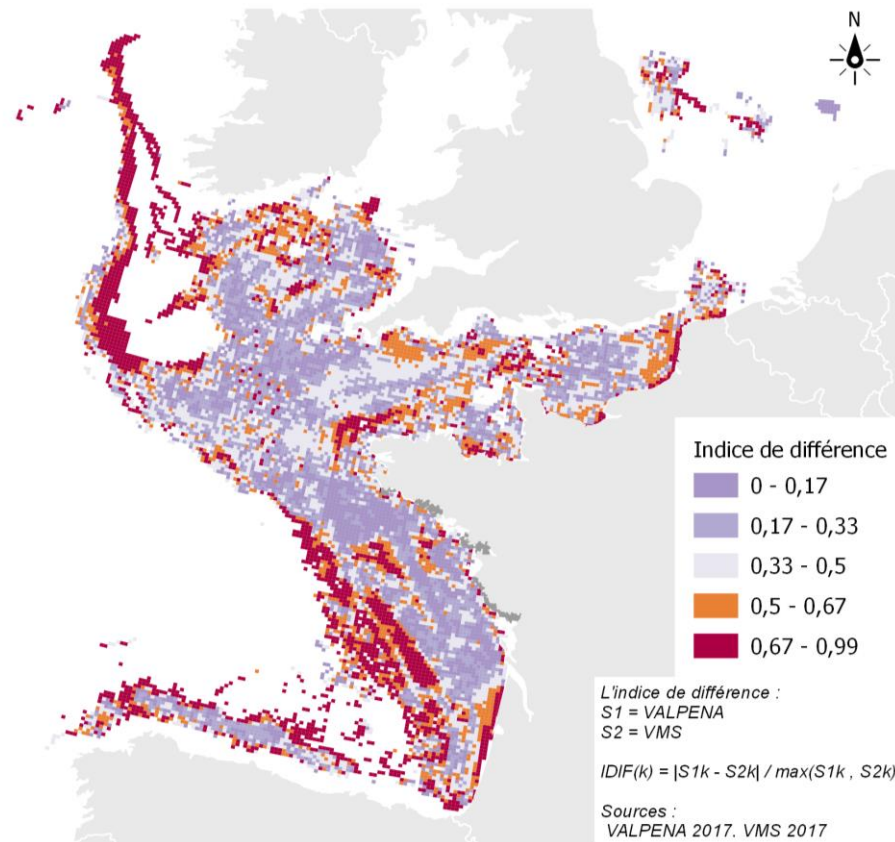 N
Indice de différence
0 - 0,17
0,17 - 0,33
0,33 - 0,5
0,5 - 0,67
0,67 - 0,99
L'indice de différence :
S1 = VALPENA
S2 = VMS
IDIF(k) = |S1k - S2k| / max(S1k , S2k)
Sources :
VALPENA 2017, VMS 2017